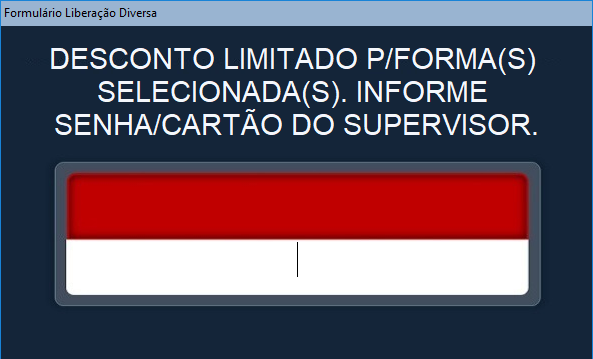 Formulário Liberação Diversa
DESCONTO LIMITADO P/FORMA(S)
SELECIONADA(S). INFORME
SENHA/CARTÃO DO SUPERVISOR.